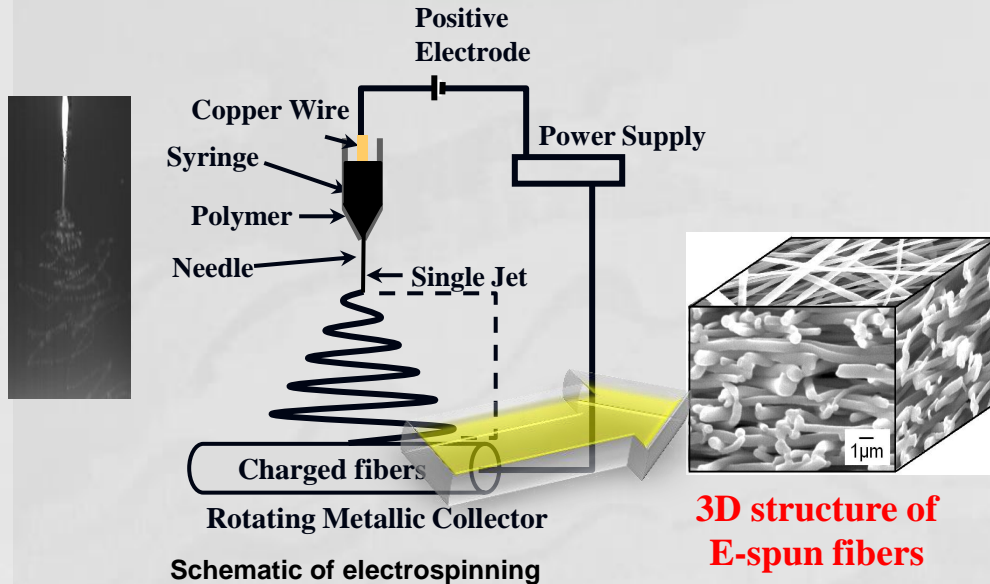 Positive
Electrode
Copper Wire
Power Supply
Syringe
Polymer
Needle
Single Jet
1μm
Charged fibers
Rotating Metallic Collector
3D structure of
E-spun fibers
Schematic of electrospinning